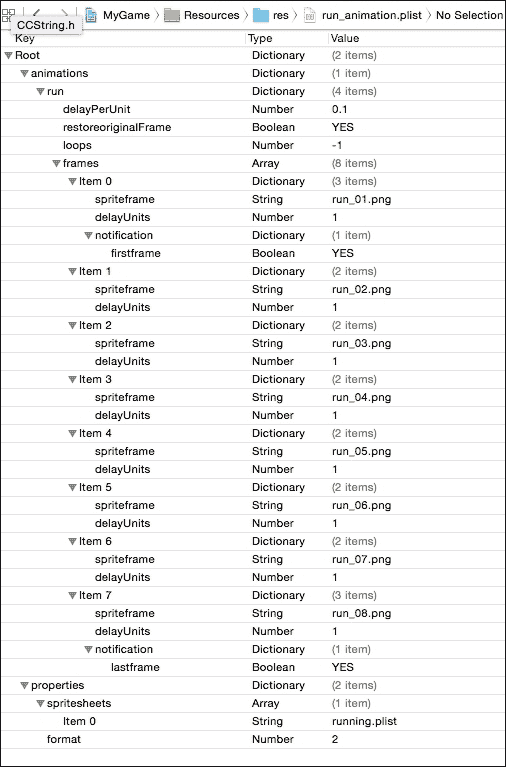 MyGame Resources res run_animation.plist No Selection
CCString.h
Key Type Value
Root Dictionary (2 items)
animations Dictionary (1 item)
run Dictionary (4 items)
delayPerUnit Number 0.1
restoreoriginalFrame Boolean YES
loops Number -1
frames Array (8 items)
Item 0 Dictionary (3 items)
spriteframe String run_01.png
delayUnits Number 1
notification Dictionary (1 item)
firstframe Boolean YES
Item 1 Dictionary (2 items)
spriteframe String run_02.png
delayUnits Number 1
Item 2 Dictionary (2 items)
spriteframe String run_03.png
delayUnits Number 1
Item 3 Dictionary (2 items)
spriteframe String run_04.png
delayUnits Number 1
Item 4 Dictionary (2 items)
spriteframe String run_05.png
delayUnits Number 1
Item 5 Dictionary (2 items)
spriteframe String run_06.png
delayUnits Number 1
Item 6 Dictionary (2 items)
spriteframe String run_07.png
delayUnits Number 1
Item 7 Dictionary (3 items)
spriteframe String run_08.png
delayUnits Number 1
notification Dictionary (1 item)
lastframe Boolean YES
properties Dictionary (2 items)
spritesheets Array (1 item)
Item 0 String running.plist
format Number 2